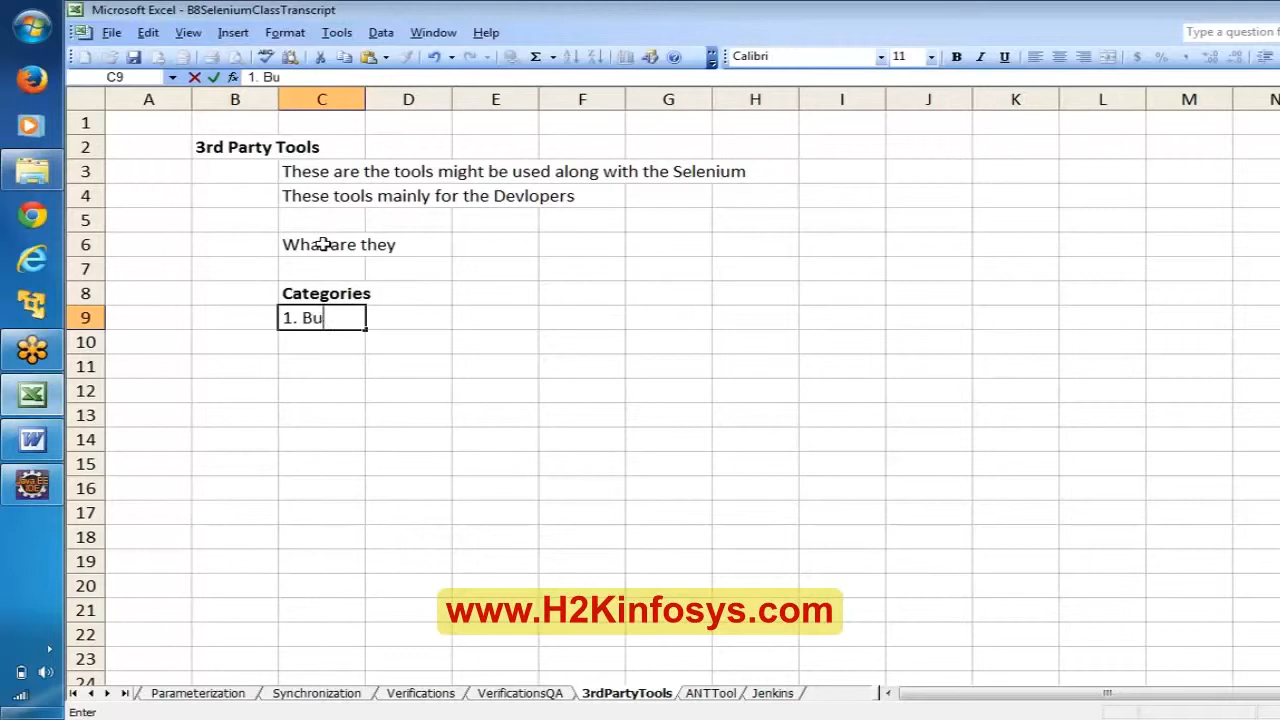 Microsoft Excel - B8SeleniumClassTranscript
File Edit View Insert Format Tools Data Window Help
Type a question f
Calibri 11 B I U
C9 fx 1. Bu
A B C D E F G H I J K L M N
1
2 3rd Party Tools
3 These are the tools might be used along with the Selenium
4 These tools mainly for the Devlopers
5
6 What are they
7
8 Categories
9 1. Bu
10
11
12
13
14
15
16
17
18
19
20
21
22
23
24
www.H2Kinfosys.com
Parameterization Synchronization Verifications VerificationsQA 3rdPartyTools ANTTool Jenkins
Enter
Java EE
IDE